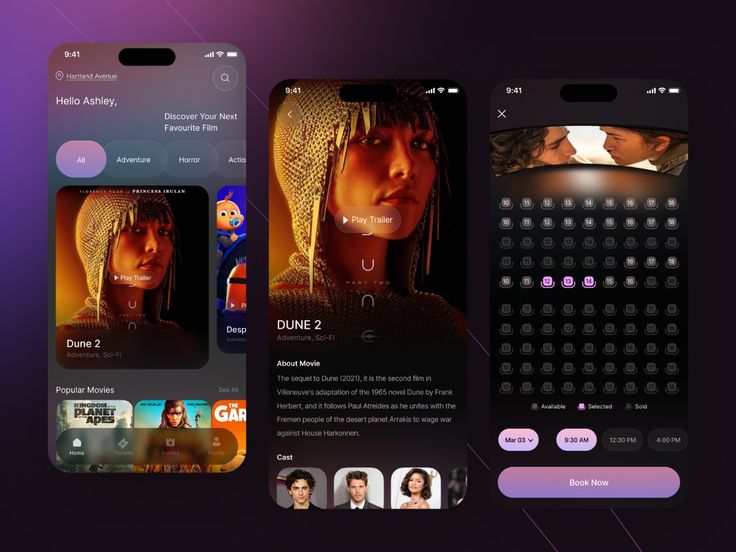 9:41
Hartland Avenue
Hello Ashley,
Discover Your Next
Favourite Film
All
Adventure
Horror
Actio
FLORENCE PUGH IS PRINCESS IRULAN
Play Trailer
Dune 2
Adventure, Sci-Fi
Desp
Popular Movies
See All
KINGDOM
PLANET
APES
THE
GAR
Home
Tickets
Events
Profile
9:41
Play Trailer
PART TWO
DUNE 2
Adventure, Sci-Fi
About Movie
The sequel to Dune (2021), it is the second film in
Villeneuve's adaptation of the 1965 novel Dune by Frank
Herbert, and it follows Paul Atreides as he unites with the
Fremen people of the desert planet Arrakis to wage war
against House Harkonnen.
Cast
9:41
10 11 12 13 14 15 16 17 18
10 11 12 13 14 15 16 17 18
16 17 18
10 11 12 13 14 15 16
Available
Selected
Sold
Mar 03
9:30 AM
12:30 PM
4:00 PM
Book Now